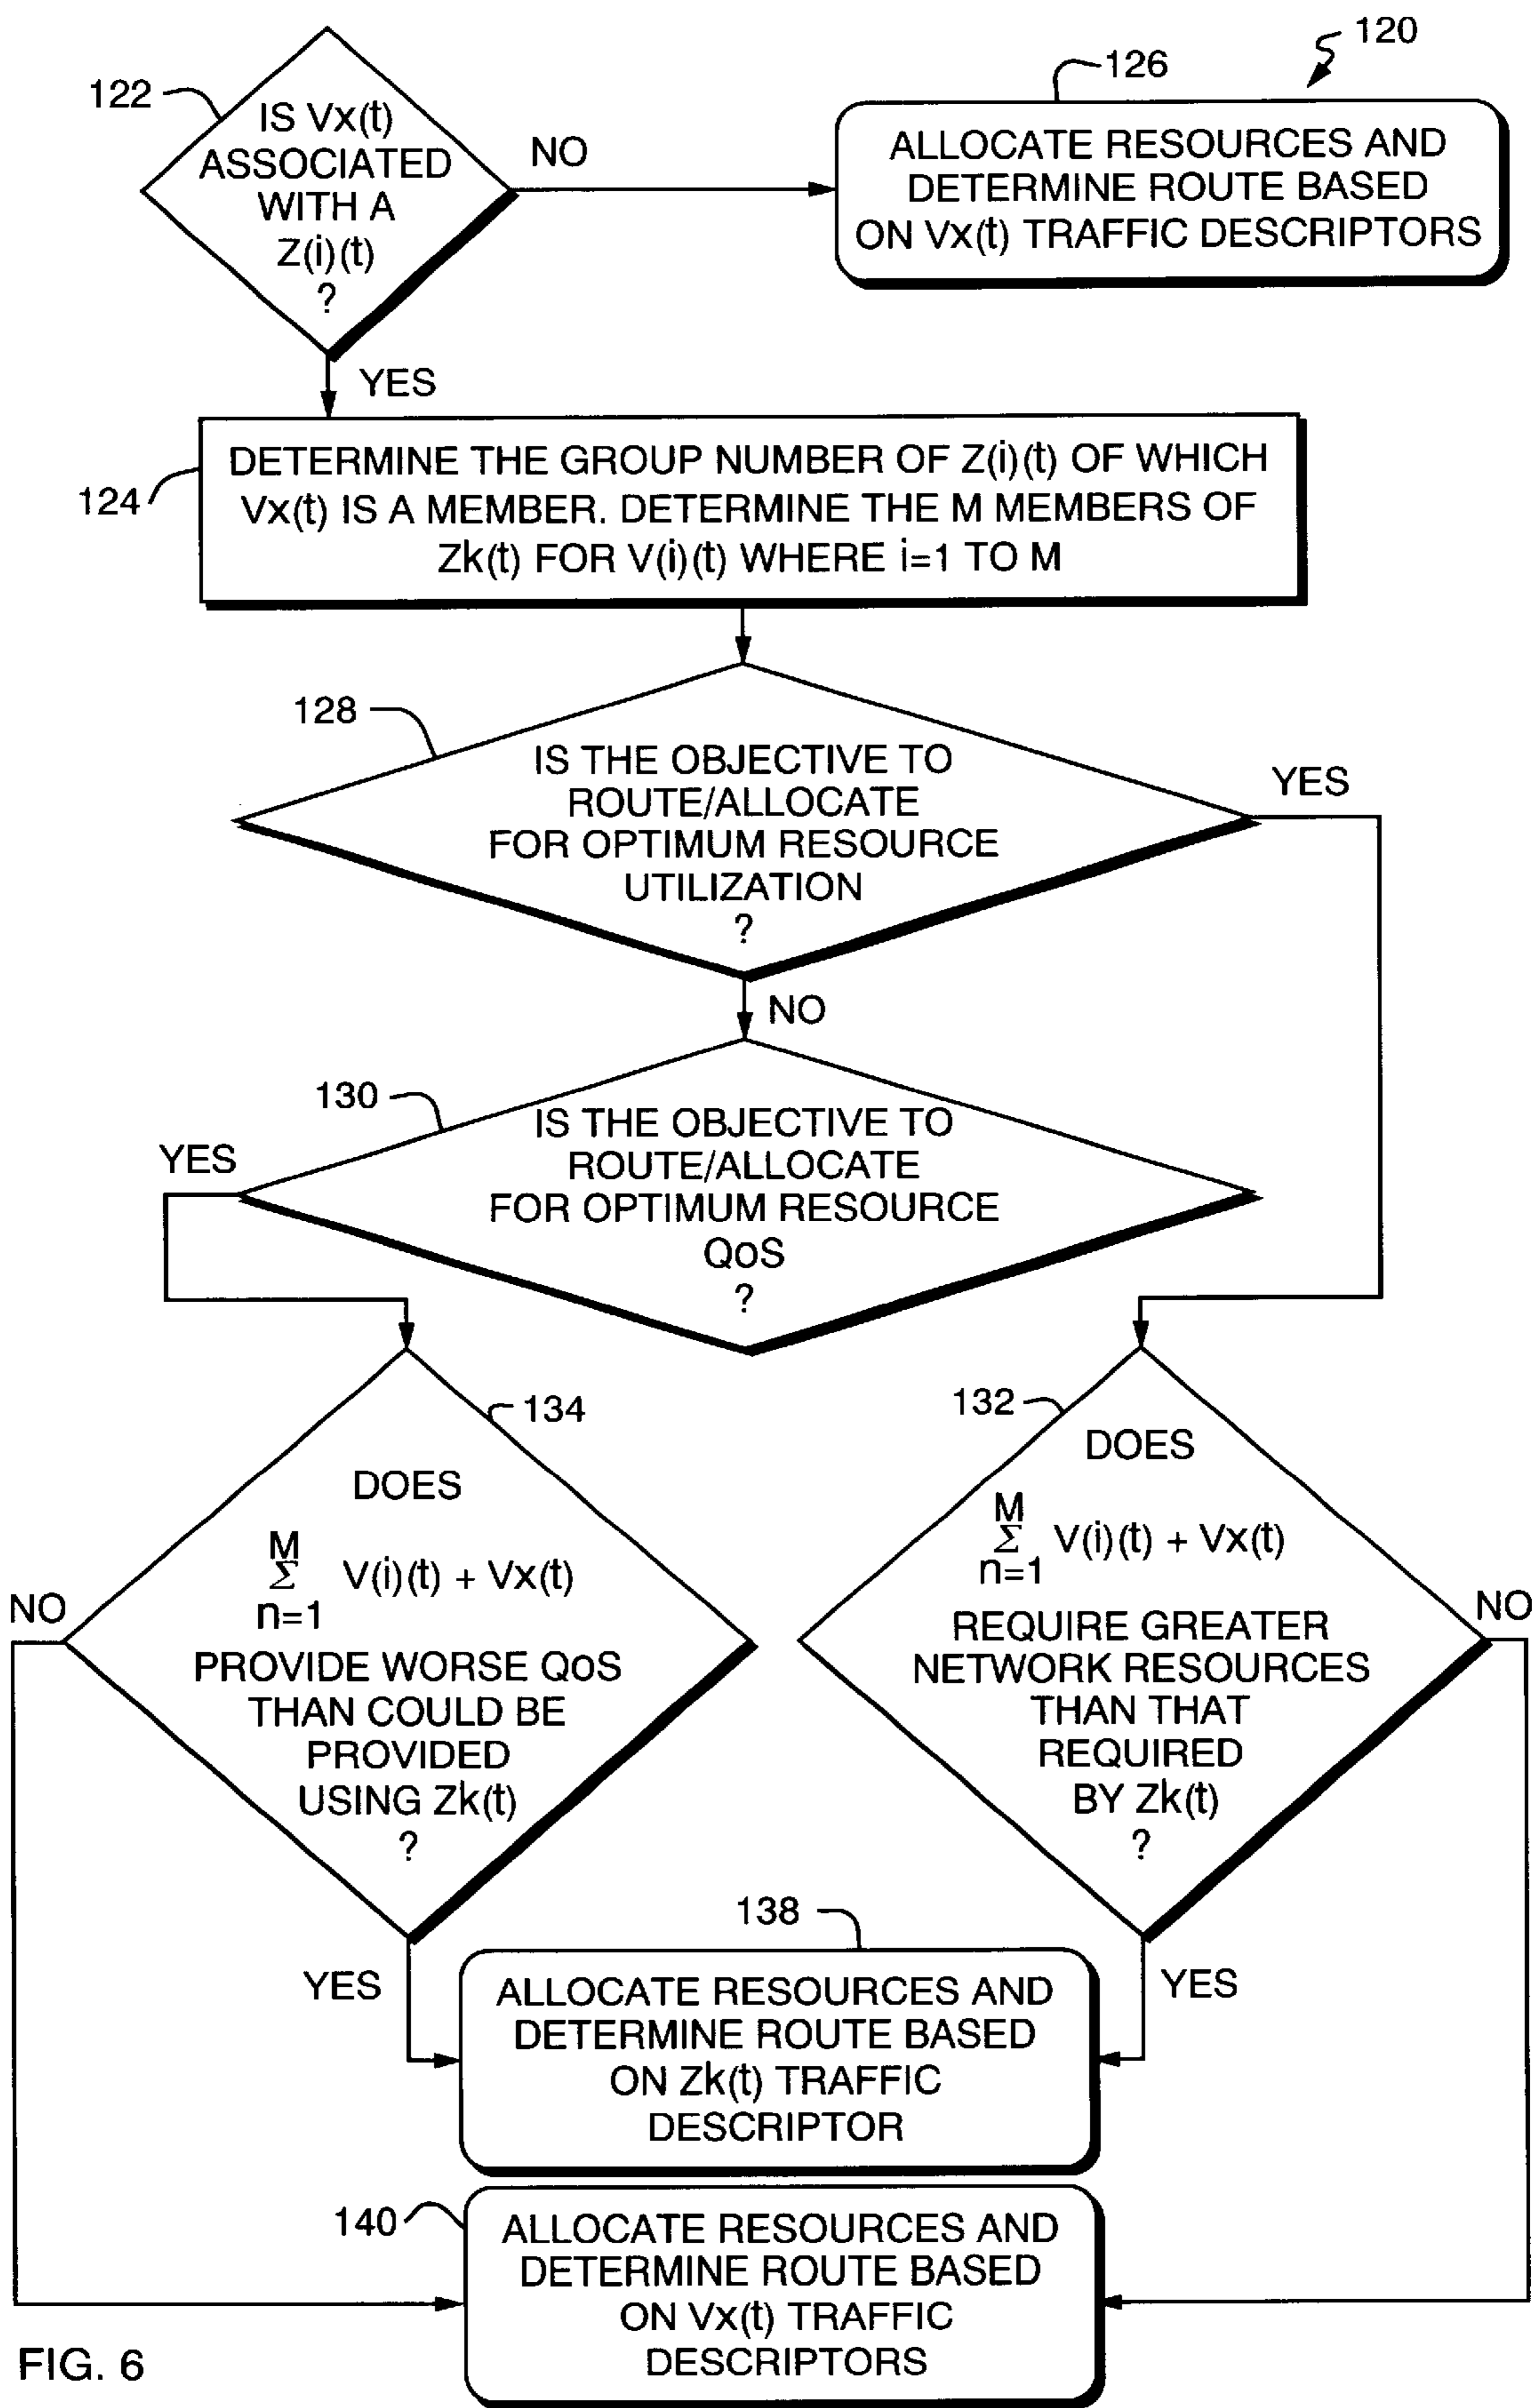 120
122
IS Vx(t)
ASSOCIATED
WITH A
Z(i)(t)
?
NO
126
ALLOCATE RESOURCES AND
DETERMINE ROUTE BASED
ON Vx(t) TRAFFIC DESCRIPTORS
YES
124
DETERMINE THE GROUP NUMBER OF Z(i)(t) OF WHICH
Vx(t) IS A MEMBER. DETERMINE THE M MEMBERS OF
Zk(t) FOR V(i)(t) WHERE i=1 TO M
128
IS THE OBJECTIVE TO
ROUTE/ALLOCATE
FOR OPTIMUM RESOURCE
UTILIZATION
?
YES
NO
130
IS THE OBJECTIVE TO
ROUTE/ALLOCATE
FOR OPTIMUM RESOURCE
QoS
?
YES
134
DOES
M
Σ V(i)(t) + Vx(t)
n=1
PROVIDE WORSE QoS
THAN COULD BE
PROVIDED
USING Zk(t)
?
NO
YES
132
DOES
M
Σ V(i)(t) + Vx(t)
n=1
REQUIRE GREATER
NETWORK RESOURCES
THAN THAT
REQUIRED
BY Zk(t)
?
NO
YES
138
ALLOCATE RESOURCES AND
DETERMINE ROUTE BASED
ON Zk(t) TRAFFIC
DESCRIPTOR
140
ALLOCATE RESOURCES AND
DETERMINE ROUTE BASED
ON Vx(t) TRAFFIC
DESCRIPTORS
FIG. 6